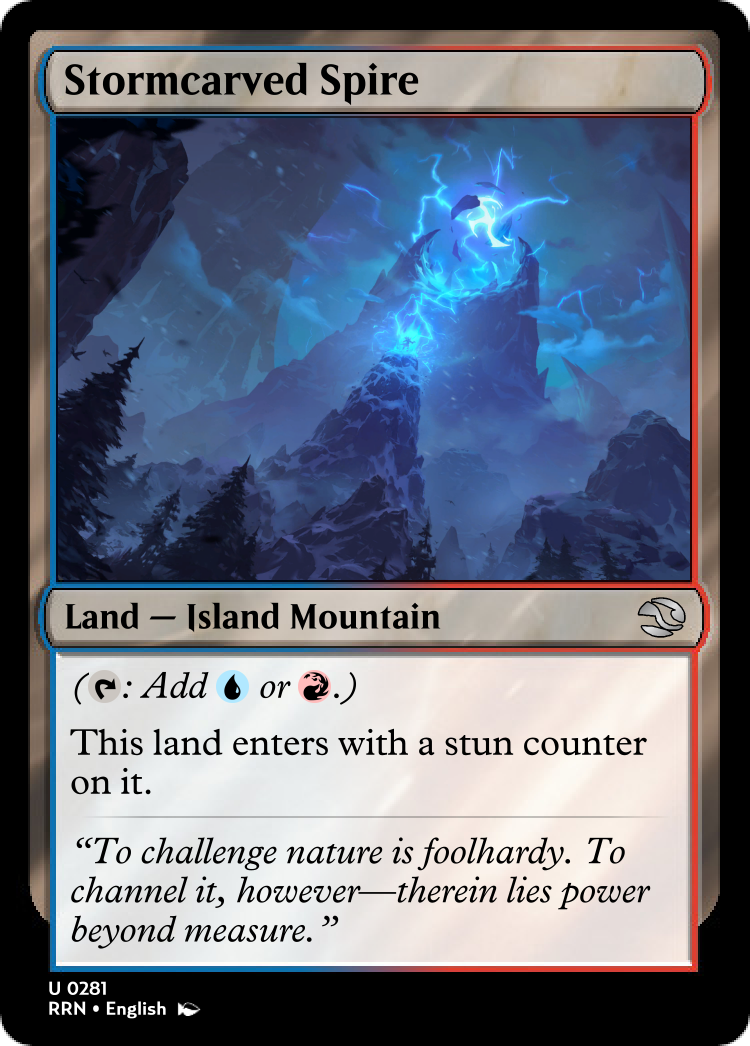 Stormcarved Spire
Land — Island Mountain
(: Add or .)
This land enters with a stun counter
on it.
“To challenge nature is foolhardy. To
channel it, however—therein lies power
beyond measure.”
U 0281
RRN • English